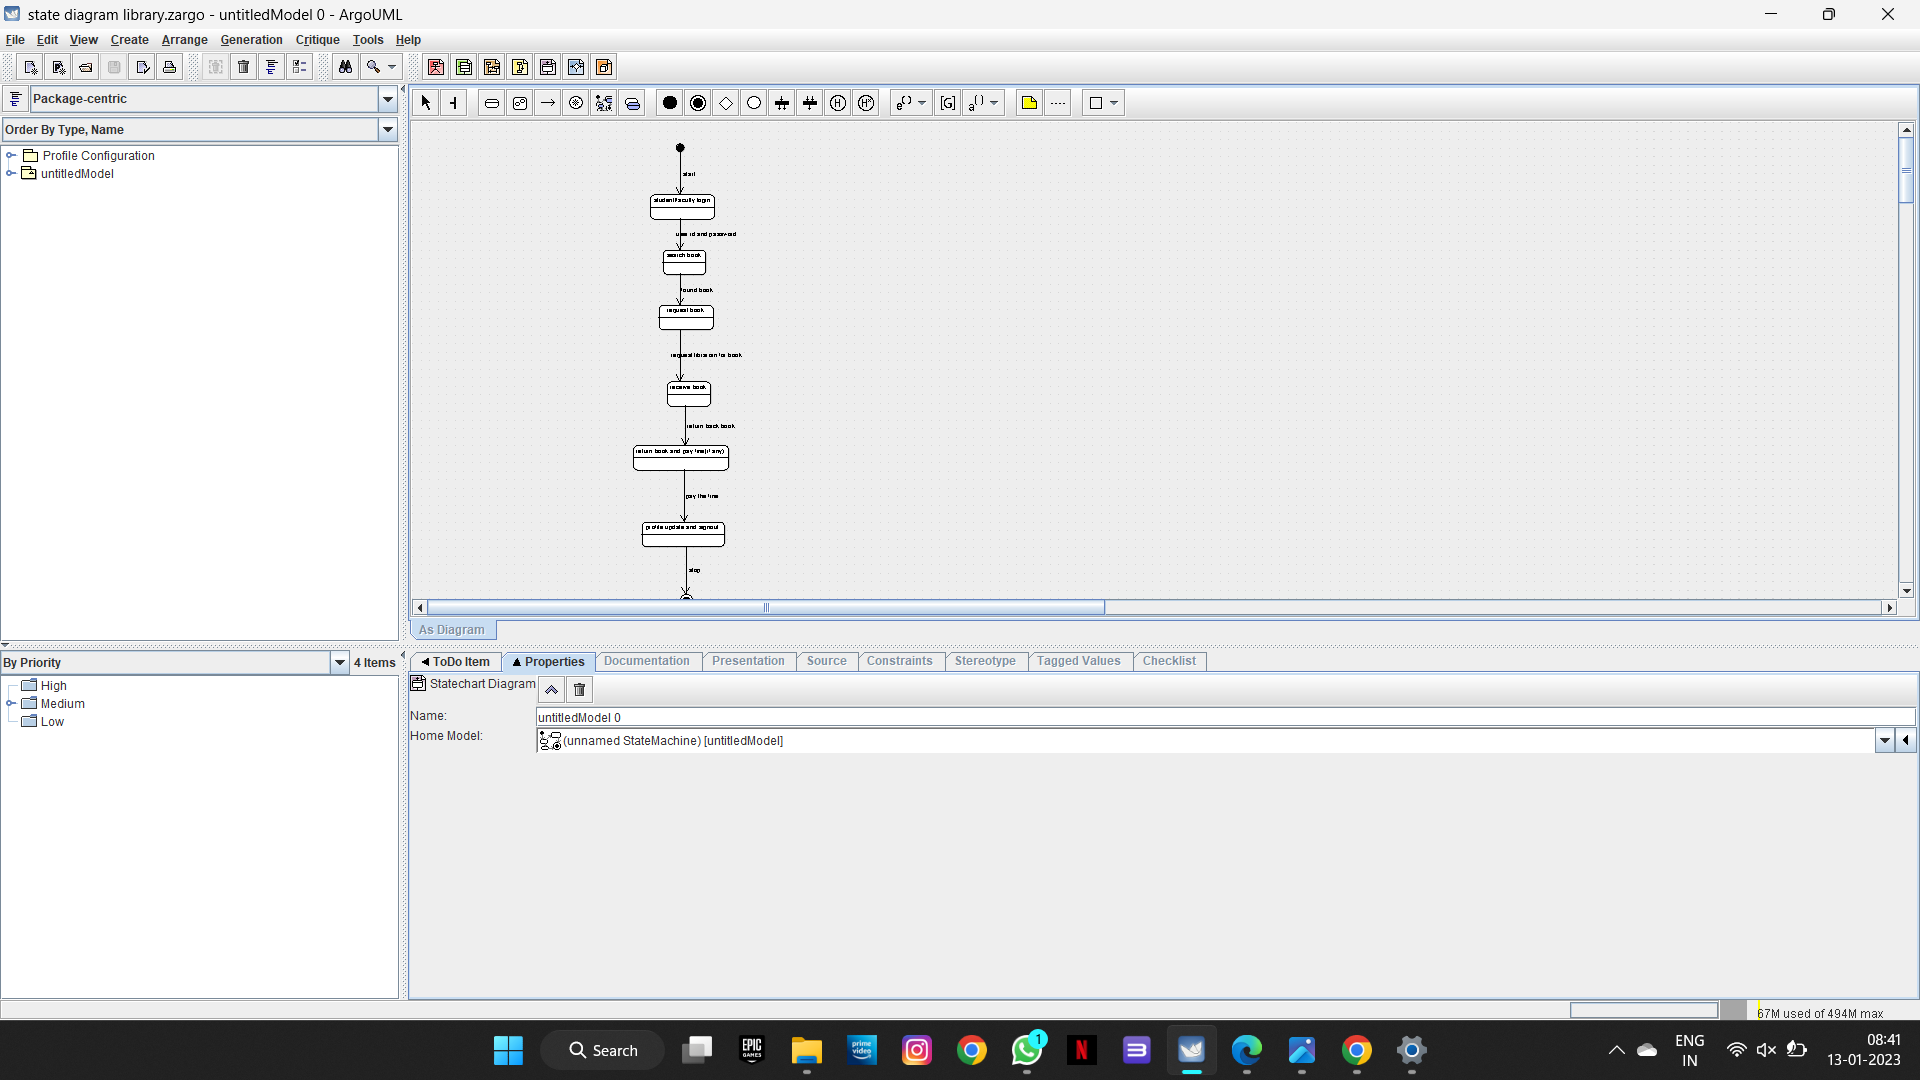 state diagram library.zargo - untitledModel 0 - ArgoUML
File Edit View Create Arrange Generation Critique Tools Help
Package-centric
Order By Type, Name
Profile Configuration
untitledModel
start
student/faculty login
user id and password
search book
found book
request book
request librarian for book
receive book
return back book
return book and pay fine(if any)
pay the fine
profile update and signout
stop
As Diagram
By Priority
4 Items
High
Medium
Low
ToDo Item Properties Documentation Presentation Source Constraints Stereotype Tagged Values Checklist
Statechart Diagram
Name:
untitledModel 0
Home Model:
(unnamed StateMachine) [untitledModel]
67M used of 494M max
Search
EPIC
GAMES
prime
video
1
N
B
ENG
IN
08:41
13-01-2023